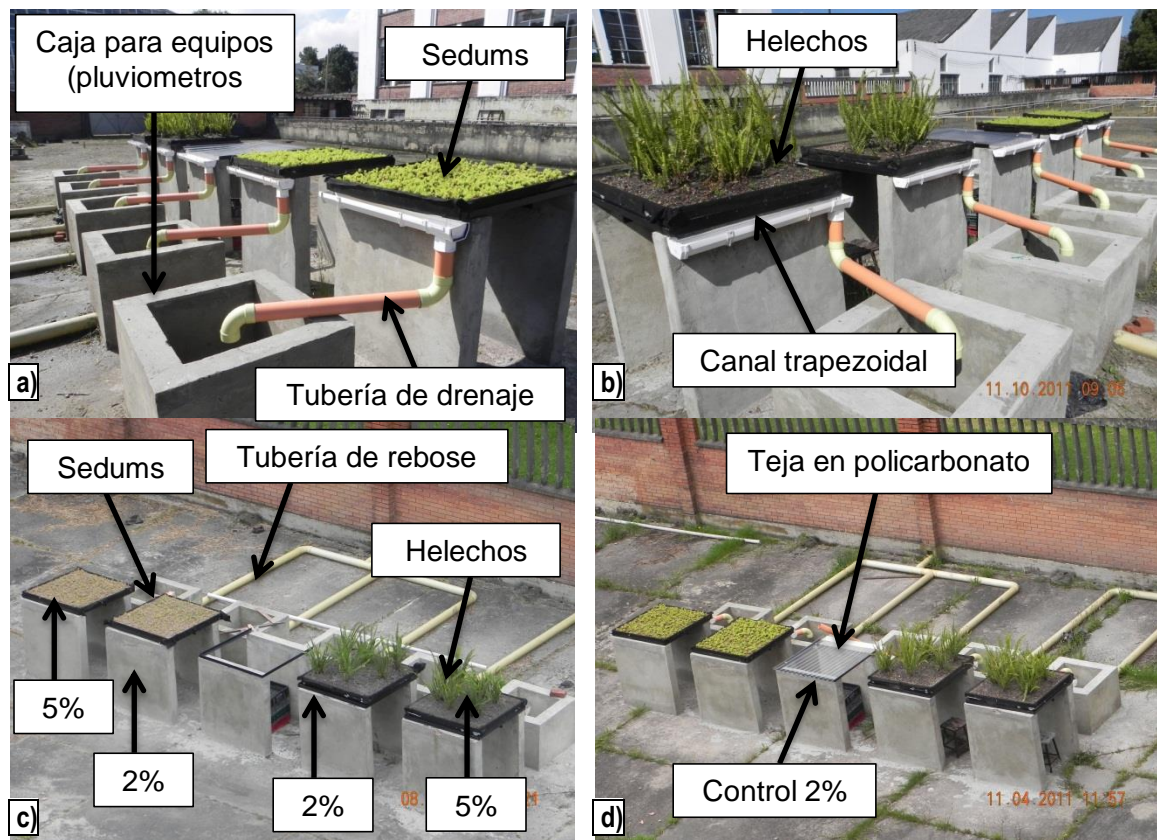 Caja para equipos
(pluviometros
Sedums
Tubería de drenaje
a)
Helechos
Canal trapezoidal
11.10.2011 09:06
b)
Tubería de rebose
Sedums
Helechos
5%
2%
2%
5%
08
c)
Teja en policarbonato
Control 2%
11.04.2011 11:57
d)